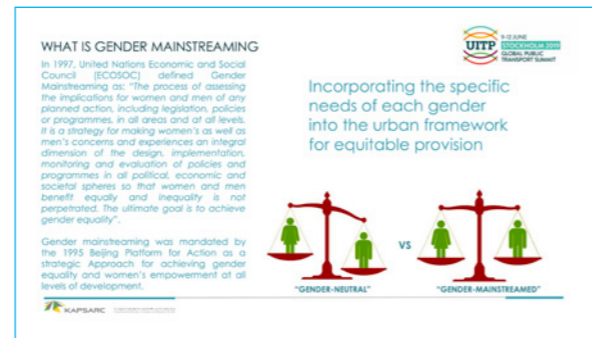 WHAT IS GENDER MAINSTREAMING
In 1997, United Nations Economic and Social
Council (ECOSOC) defined Gender
Mainstreaming as: "The process of assessing
the implications for women and men of any
planned action, including legislation, policies
or programmes, in all areas and at all levels.
It is a strategy for making women's as well as
men's concerns and experiences an integral
dimension of the design, implementation,
monitoring and evaluation of policies and
programmes in all political, economic and
societal spheres so that women and men
benefit equally and inequality is not
perpetrated. The ultimate goal is to achieve
gender equality".
Gender mainstreaming was mandated by
the 1995 Beijing Platform for Action as a
strategic Approach for achieving gender
equality and women's empowerment at all
levels of development.
KAPSARC
UITP
9-12 JUNE
STOCKHOLM 2019
GLOBAL PUBLIC
TRANSPORT SUMMIT
Incorporating the specific
needs of each gender
into the urban framework
for equitable provision
VS
"GENDER-NEUTRAL"
"GENDER-MAINSTREAMED"